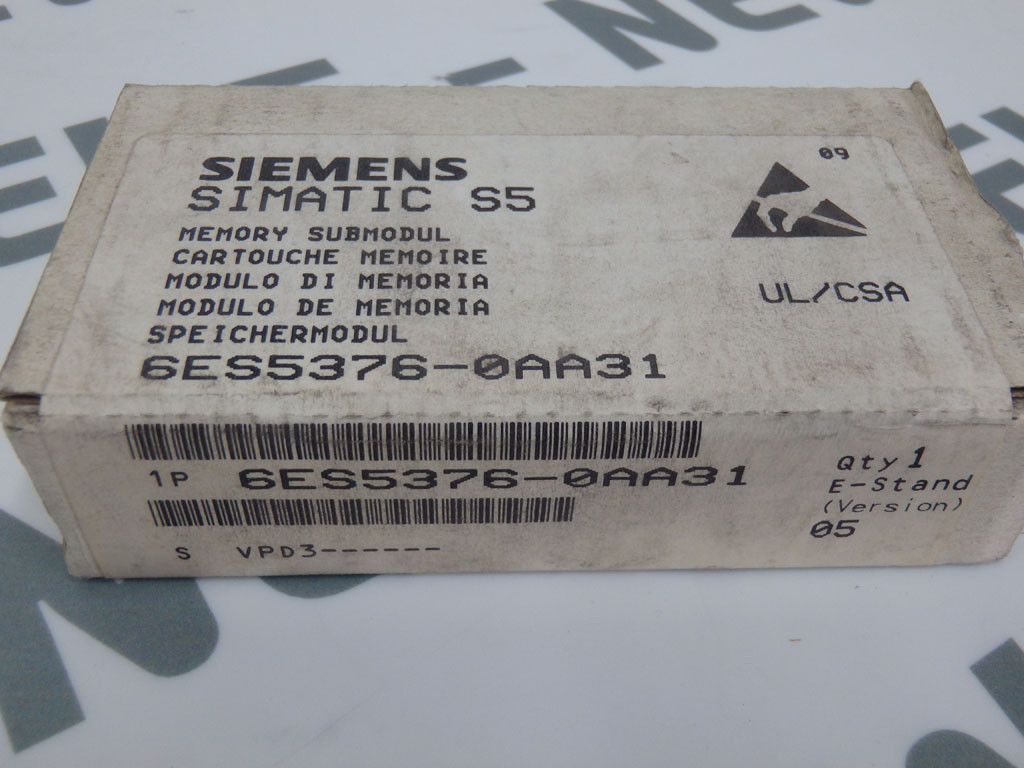 SIEMENS
09
SIMATIC S5
MEMORY SUBMODUL
CARTOUCHE MEMOIRE
MODULO DI MEMORIA
UL/CSA
MODULO DE MEMORIA
SPEICHERMODUL
6ES5376-0AA31
1P 6ES5376-0AA31
Qty 1
E-Stand
(Version)
05
S VPD3------